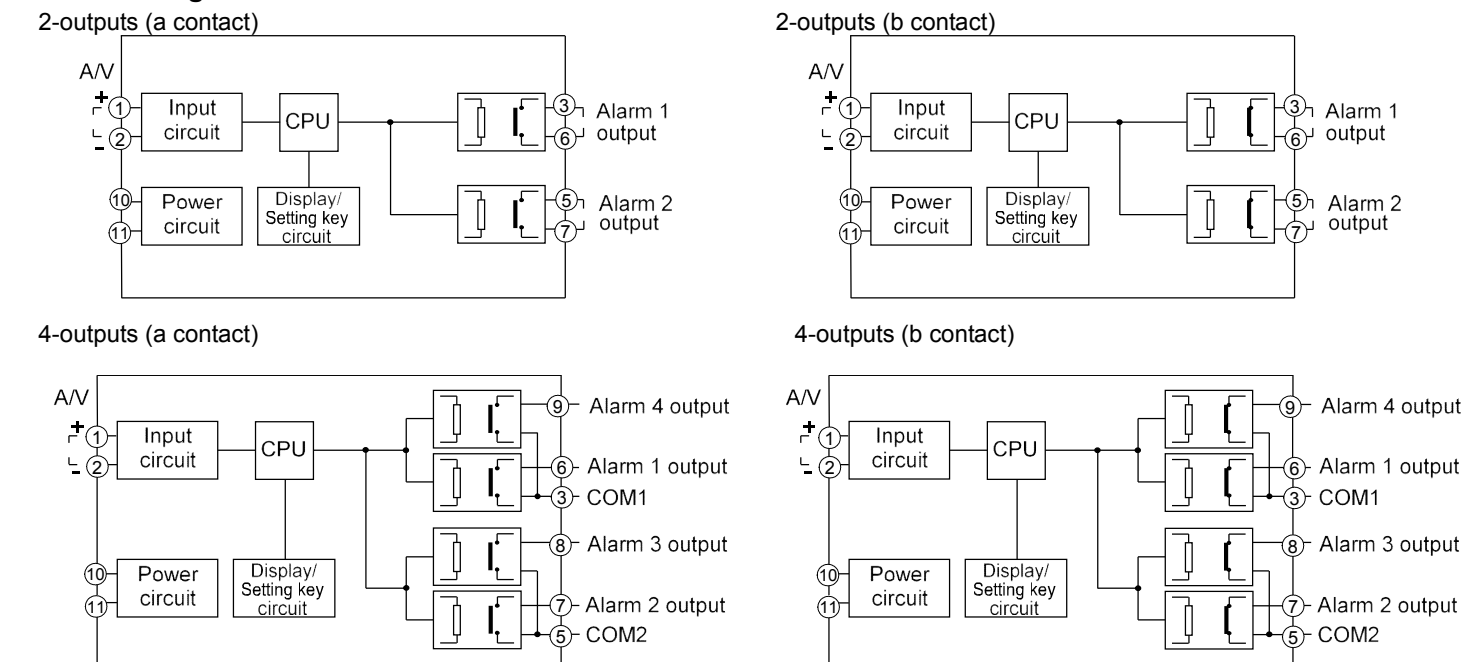 2-outputs (a contact)
A/V
+
1
2
-
Input
circuit
CPU
3
6
Alarm 1
output
10
11
Power
circuit
Display/
Setting key
circuit
5
7
Alarm 2
output
2-outputs (b contact)
A/V
+
1
2
-
Input
circuit
CPU
3
6
Alarm 1
output
10
11
Power
circuit
Display/
Setting key
circuit
5
7
Alarm 2
output
4-outputs (a contact)
A/V
+
1
2
-
Input
circuit
CPU
9 Alarm 4 output
6 Alarm 1 output
3 COM1
8 Alarm 3 output
10
11
Power
circuit
Display/
Setting key
circuit
7 Alarm 2 output
5 COM2
4-outputs (b contact)
A/V
+
1
2
-
Input
circuit
CPU
9 Alarm 4 output
6 Alarm 1 output
3 COM1
8 Alarm 3 output
10
11
Power
circuit
Display/
Setting key
circuit
7 Alarm 2 output
5 COM2